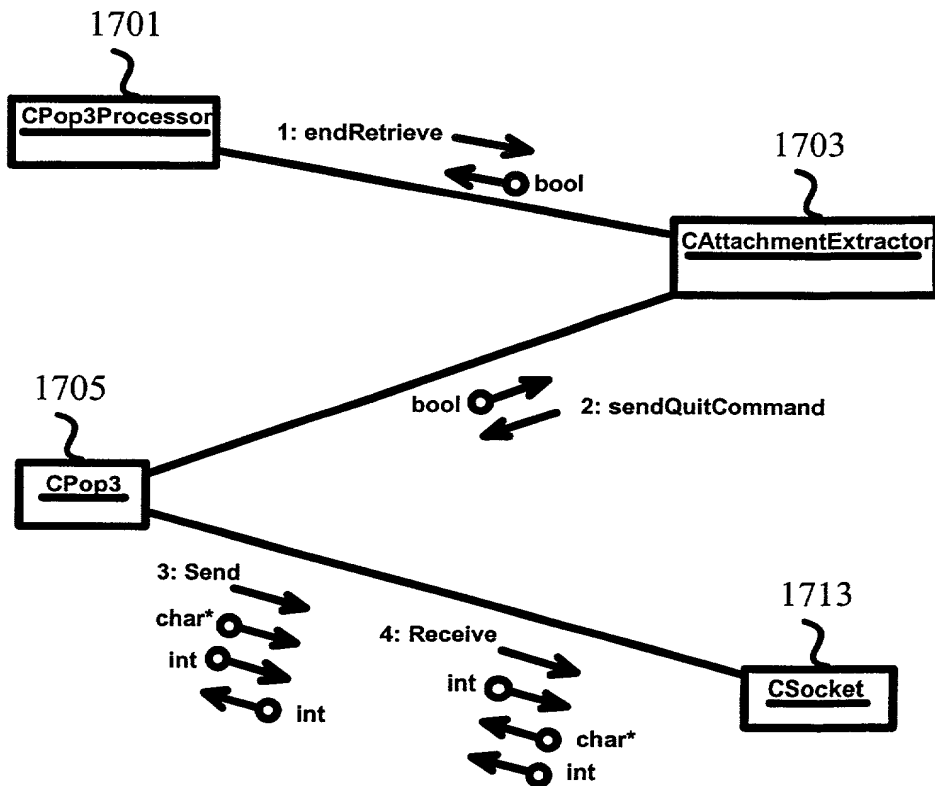 1701
CPop3Processor
1: endRetrieve
bool
1703
CAttachmentExtractor
1705
bool
2: sendQuitCommand
CPop3
3: Send
char*
int
int
4: Receive
int
char*
int
1713
CSocket